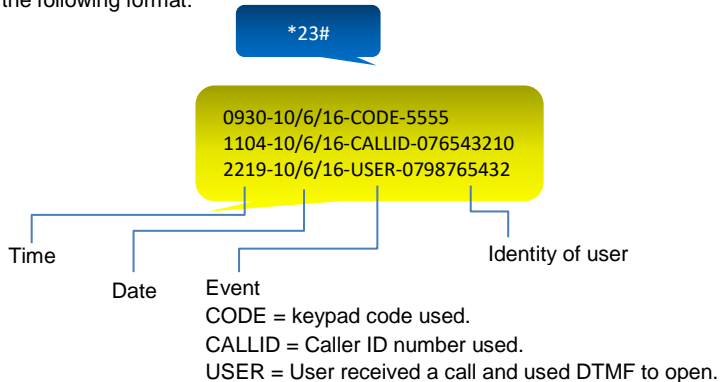 the following format:
*23#
0930-10/6/16-CODE-5555
1104-10/6/16-CALLID-076543210
2219-10/6/16-USER-0798765432
Time
Date
Event
Identity of user
CODE = keypad code used.
CALLID = Caller ID number used.
USER = User received a call and used DTMF to open.